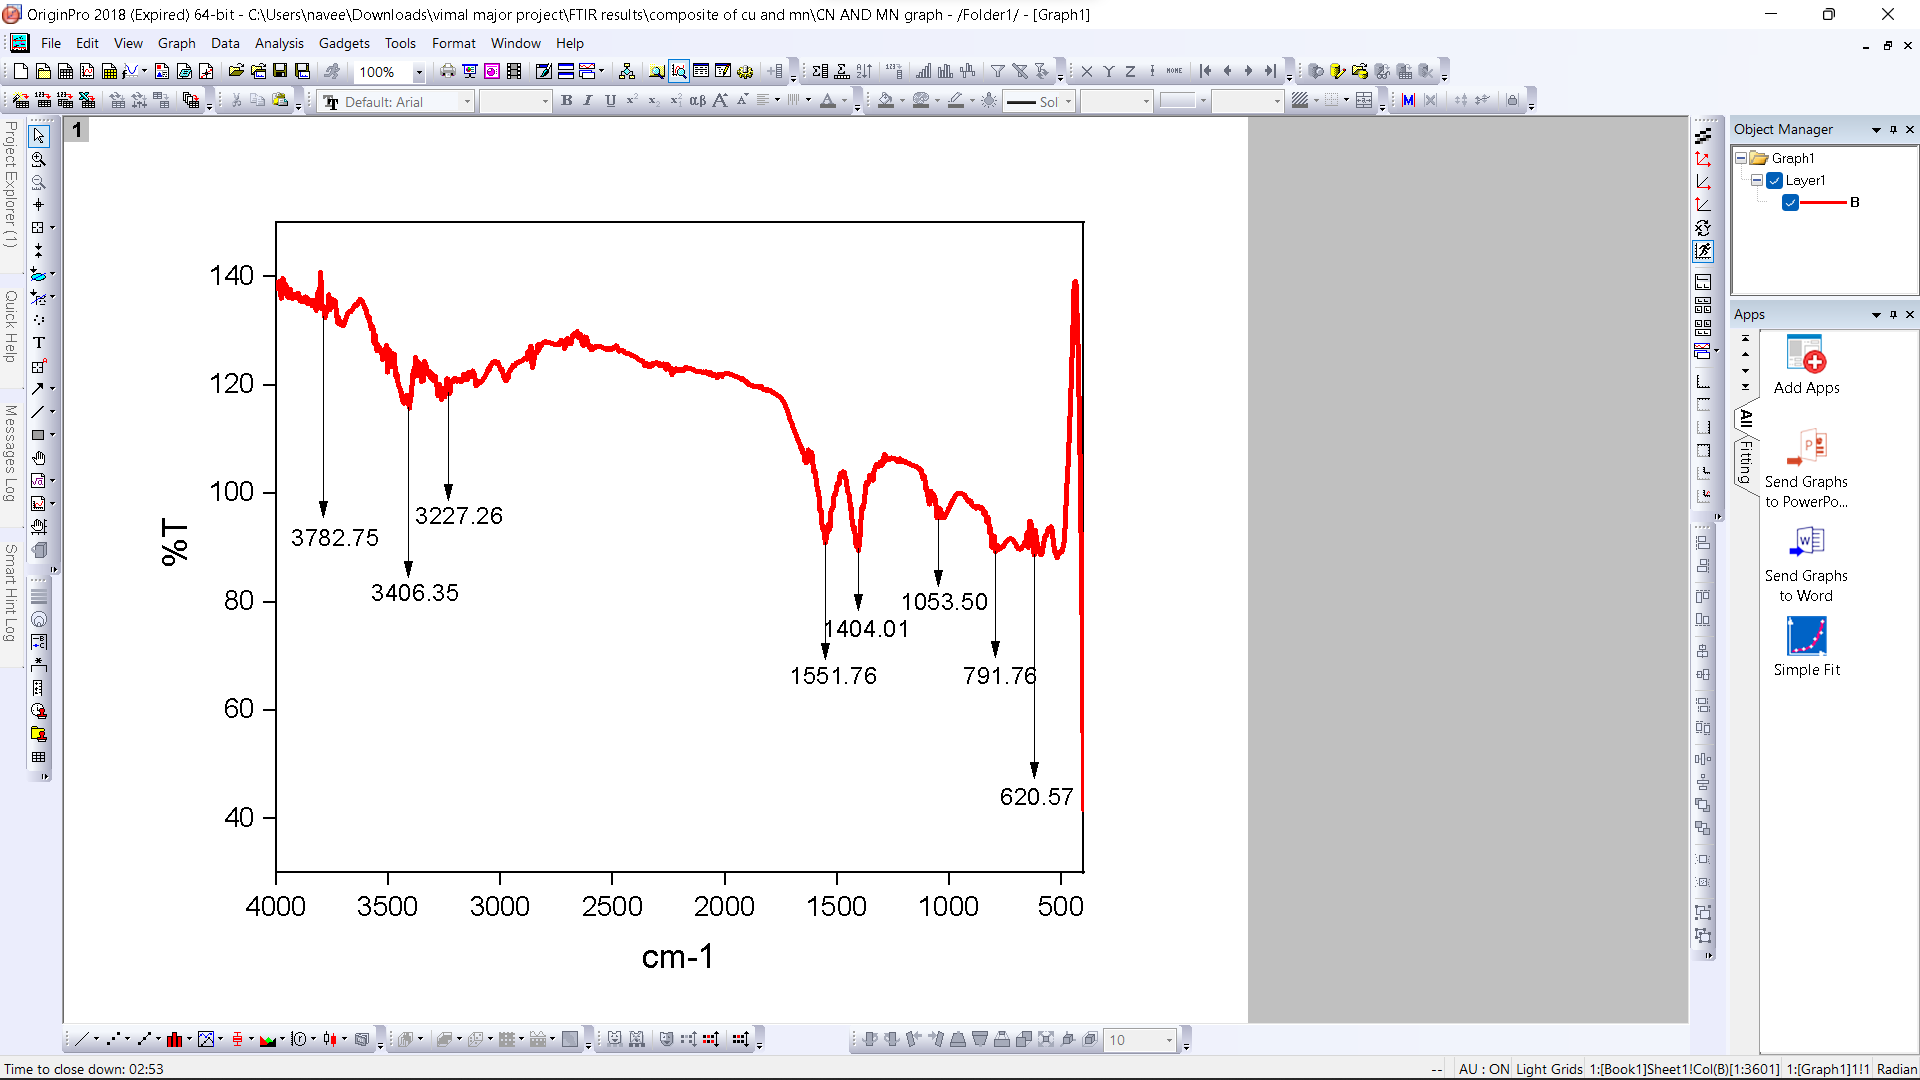 OriginPro 2018 (Expired) 64-bit - C:\Users\navee\Downloads\vimal major project\FTIR results\composite of cu and mn\CN AND MN graph - /Folder1/ - [Graph1]
File Edit View Graph Data Analysis Gadgets Tools Format Window Help
100%
Default: Arial
B I U
αβ
Sol
X Y Z
Project Explorer (1)
Quick Help
Messages Log
Smart Hint Log
1
140
120
100
80
60
40
%T
3782.75
3406.35
3227.26
1551.76
1404.01
1053.50
791.76
620.57
4000 3500 3000 2500 2000 1500 1000 500
cm-1
Object Manager
Graph1
Layer1
B
Apps
All
Fitting
Add Apps
Send Graphs
to PowerPo...
Send Graphs
to Word
Simple Fit
10
Time to close down: 02:53
-- AU : ON Light Grids 1:[Book1]Sheet1!Col(B)[1:3601] 1:[Graph1]1!1 Radian